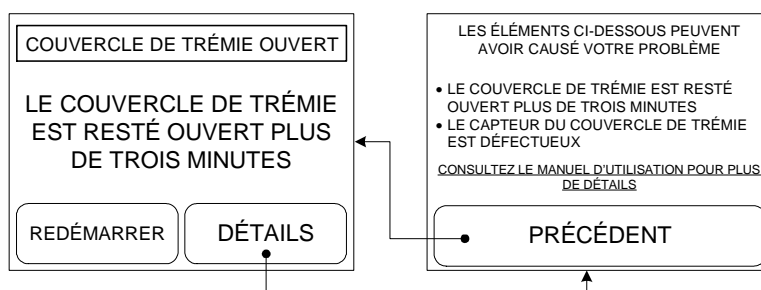 COUVERCLE DE TRÉMIE OUVERT
LE COUVERCLE DE TRÉMIE
EST RESTÉ OUVERT PLUS
DE TROIS MINUTES
REDÉMARRER
DÉTAILS
LES ÉLÉMENTS CI-DESSOUS PEUVENT
AVOIR CAUSÉ VOTRE PROBLÈME
• LE COUVERCLE DE TRÉMIE EST RESTÉ
OUVERT PLUS DE TROIS MINUTES
• LE CAPTEUR DU COUVERCLE DE TRÉMIE
EST DÉFECTUEUX
CONSULTEZ LE MANUEL D'UTILISATION POUR PLUS
DE DÉTAILS
PRÉCÉDENT